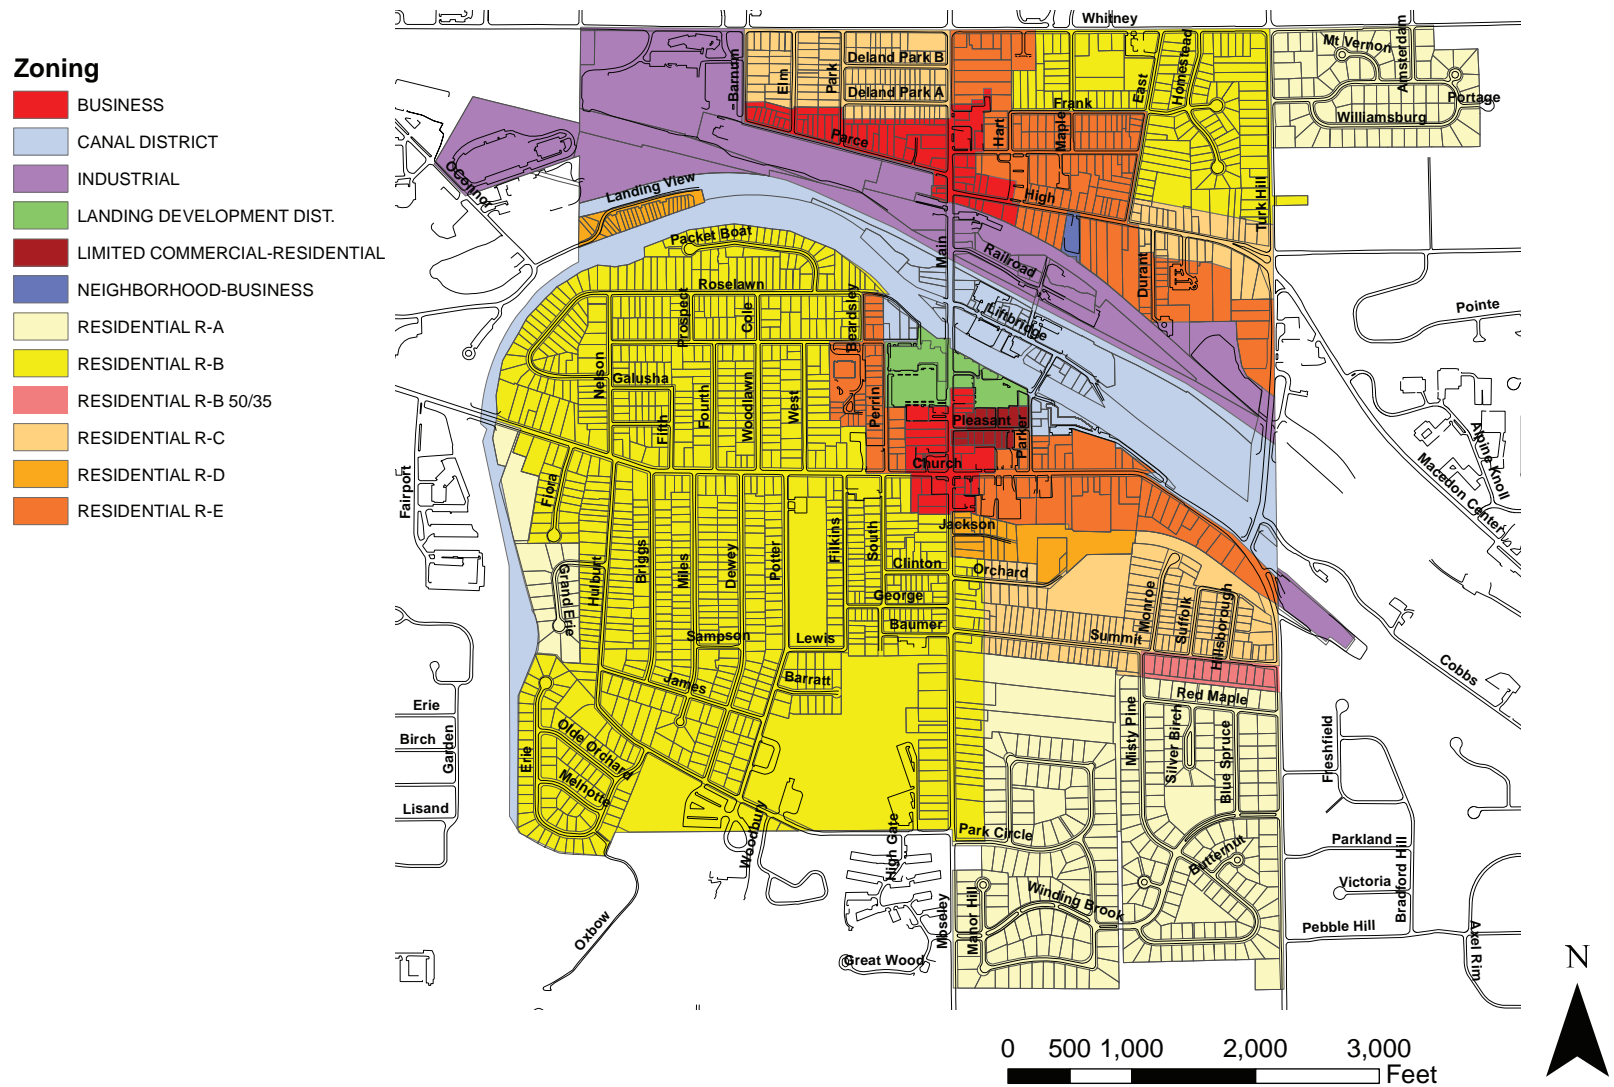 Zoning
BUSINESS
CANAL DISTRICT
INDUSTRIAL
LANDING DEVELOPMENT DIST.
LIMITED COMMERCIAL-RESIDENTIAL
NEIGHBORHOOD-BUSINESS
RESIDENTIAL R-A
RESIDENTIAL R-B
RESIDENTIAL R-B 50/35
RESIDENTIAL R-C
RESIDENTIAL R-D
RESIDENTIAL R-E
Whitney
Mt Vernon
Amsterdam
Portage
Williamsburg
Barnum
Elm
Park
Deland Park B
Deland Park A
Parce
Hart
Maple
Frank
East
Homestead
High
Turk Hill
OConnor
Landing View
Packet Boat
Main
Railroad
Durant
Liftbridge
Pointe
Roselawn
Prospect
Cole
Beardsley
Nelson
Galusha
Fifth
Fourth
Woodlawn
West
Perrin
Pleasant
Parker
Church
Jackson
Fairport
Alpine Knoll
Macedon Center
Flora
Grand Erie
Hulburt
Briggs
Miles
Dewey
Potter
Filkins
South
Clinton
George
Baumer
Orchard
Monroe
Suffolk
Hillsborough
Summit
Sampson
Lewis
James
Barratt
Red Maple
Cobbs
Erie
Birch
Garden
Lisand
Erie
Olde Orchard
Melnotte
Misty Pine
Silver Birch
Blue Spruce
Freshfield
Woodbury
High Gate
Park Circle
Butternut
Parkland
Victoria
Bradford Hill
Oxbow
Moseley
Manor Hill
Winding Brook
Pebble Hill
Great Wood
Axel Rim
N
0 500 1,000 2,000 3,000
Feet